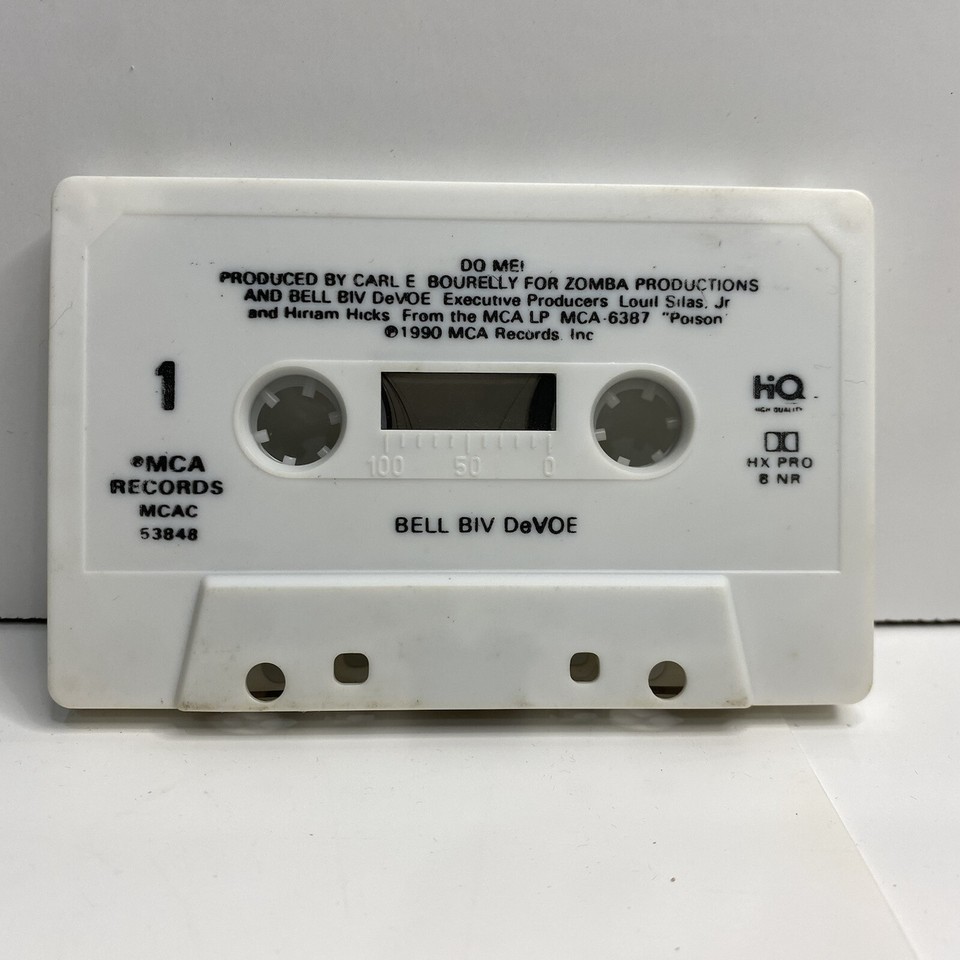 DO ME!
PRODUCED BY CARL E BOURELLY FOR ZOMBA PRODUCTIONS
AND BELL BIV DeVOE Executive Producers Louil Silas, Jr
and Hiriam Hicks From the MCA LP MCA-6387 "Poison"
℗1990 MCA Records, Inc
1
®MCA
RECORDS
MCAC
53848
HiQ
HIGH QUALITY
HX PRO
B NR
100 50 0
BELL BIV DeVOE